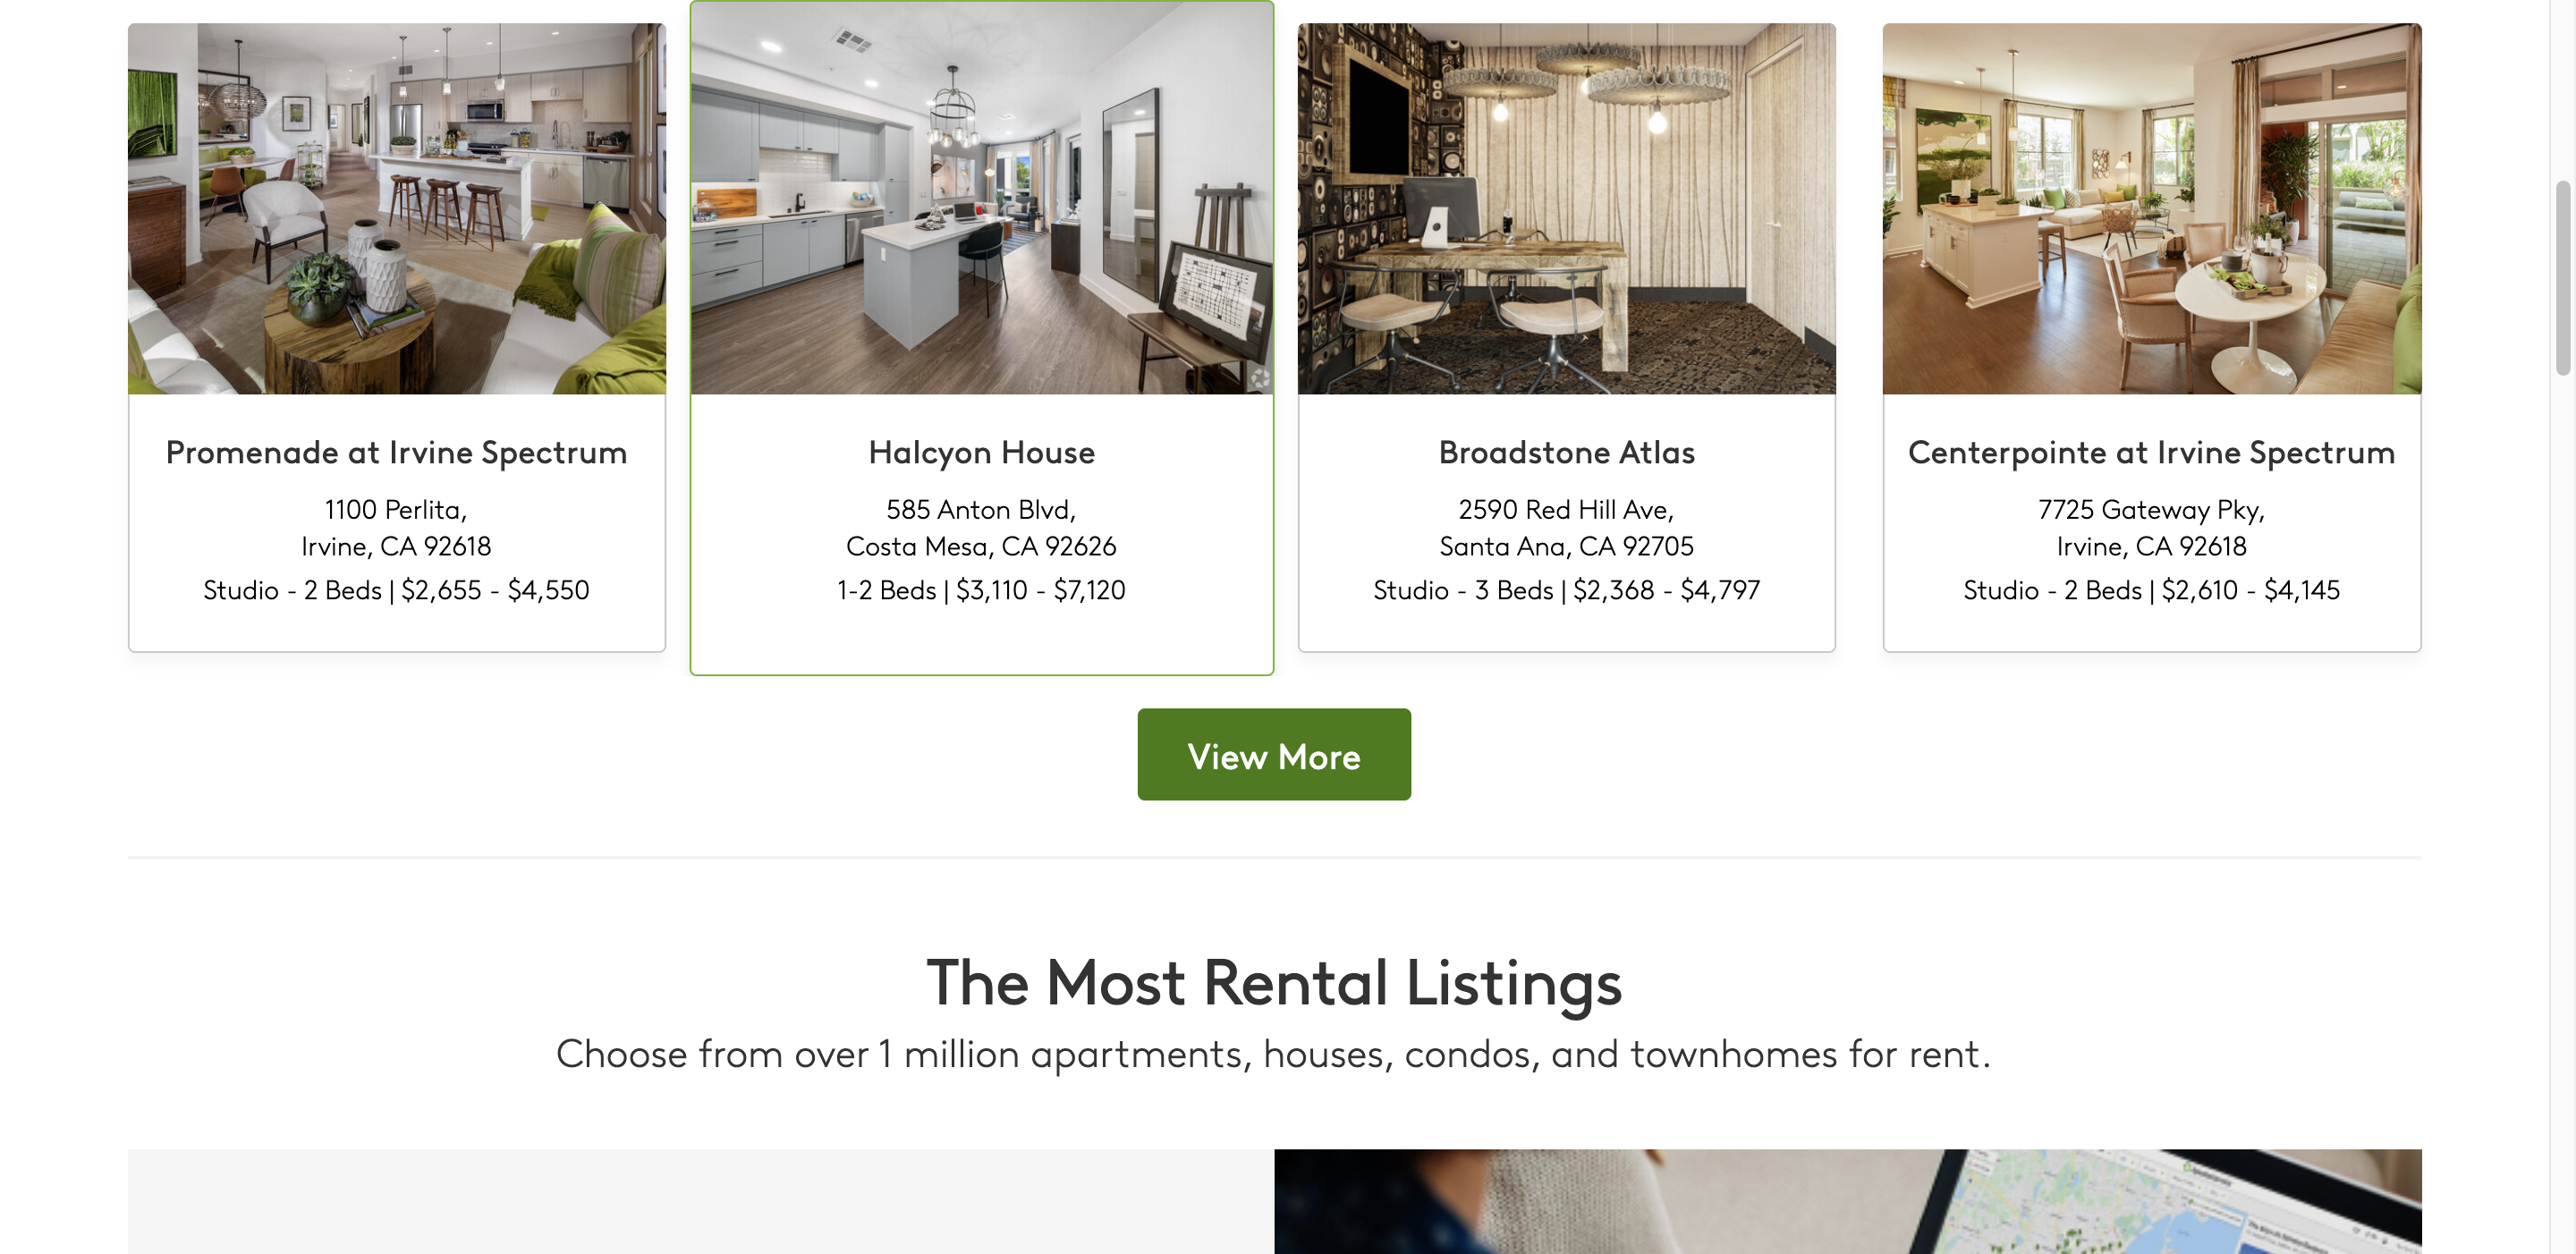 Promenade at Irvine Spectrum
1100 Perlita,
Irvine, CA 92618
Studio - 2 Beds | $2,655 - $4,550
Halcyon House
585 Anton Blvd,
Costa Mesa, CA 92626
1-2 Beds | $3,110 - $7,120
Broadstone Atlas
2590 Red Hill Ave,
Santa Ana, CA 92705
Studio - 3 Beds | $2,368 - $4,797
Centerpointe at Irvine Spectrum
7725 Gateway Pky,
Irvine, CA 92618
Studio - 2 Beds | $2,610 - $4,145
View More
The Most Rental Listings
Choose from over 1 million apartments, houses, condos, and townhomes for rent.